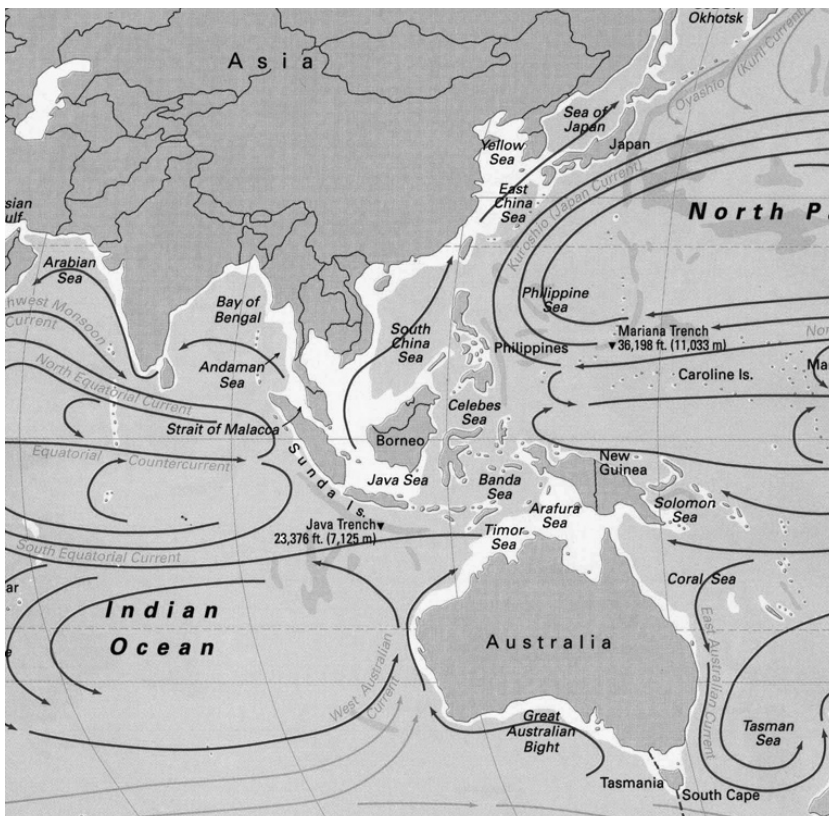 Okhotsk
Asia
Oyashio (Kuril Current)
Sea of
Japan
Japan
Yellow
Sea
East
China
Sea
Kuroshio (Japan Current)
North
Arabian
Sea
Monsoon
Current
Bay of
Bengal
South
China
Sea
Philippine
Sea
Mariana Trench
▼36,198 ft. (11,033 m)
Philippines
Andaman
Sea
Caroline Is.
North Equatorial Current
Celebes
Sea
Strait of Malacca
Borneo
Equatorial Countercurrent
Sunda Is.
Java Sea
Banda
Sea
New
Guinea
Arafura
Sea
Solomon
Sea
Java Trench▼
23,376 ft. (7,125 m)
Timor
Sea
South Equatorial Current
Coral Sea
Indian
Ocean
Australia
East Australian Current
West Australian
Current
Great
Australian
Bight
Tasman
Sea
Tasmania
South Cape